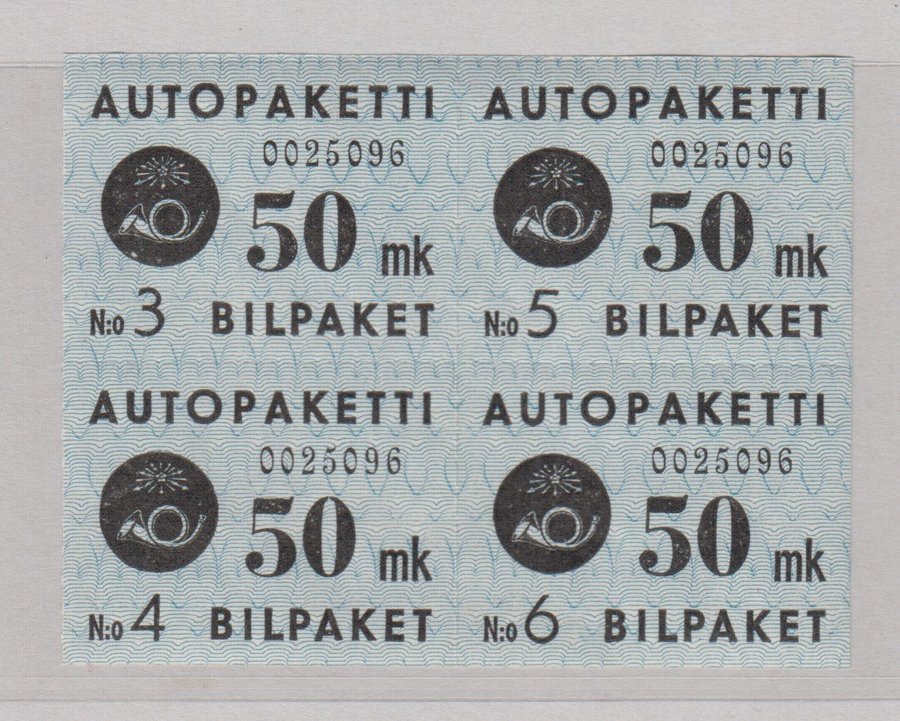 AUTOPAKETTI
0025096
50 mk
N:o 3 BILPAKET
AUTOPAKETTI
0025096
50 mk
N:o 5 BILPAKET
AUTOPAKETTI
0025096
50 mk
N:o 4 BILPAKET
AUTOPAKETTI
0025096
50 mk
N:o 6 BILPAKET